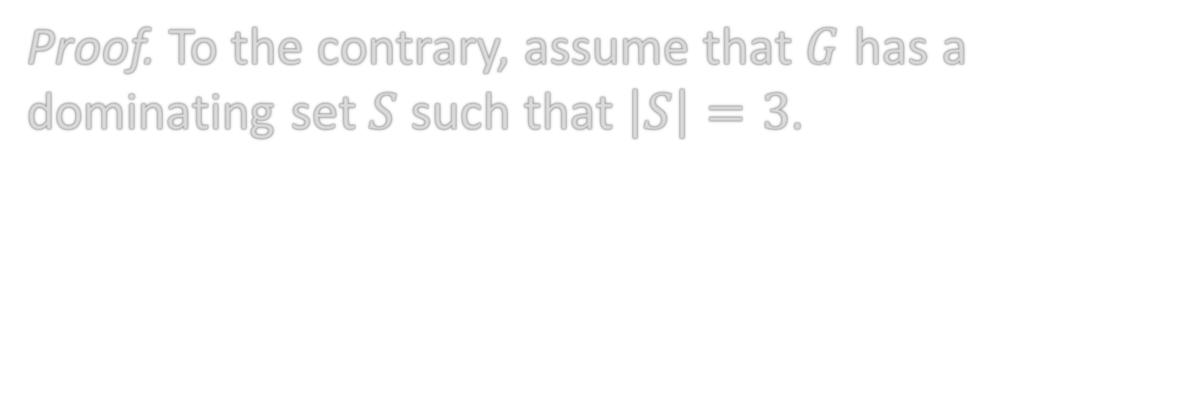 Proof. To the contrary, assume that G has a
dominating set S such that |S| = 3.